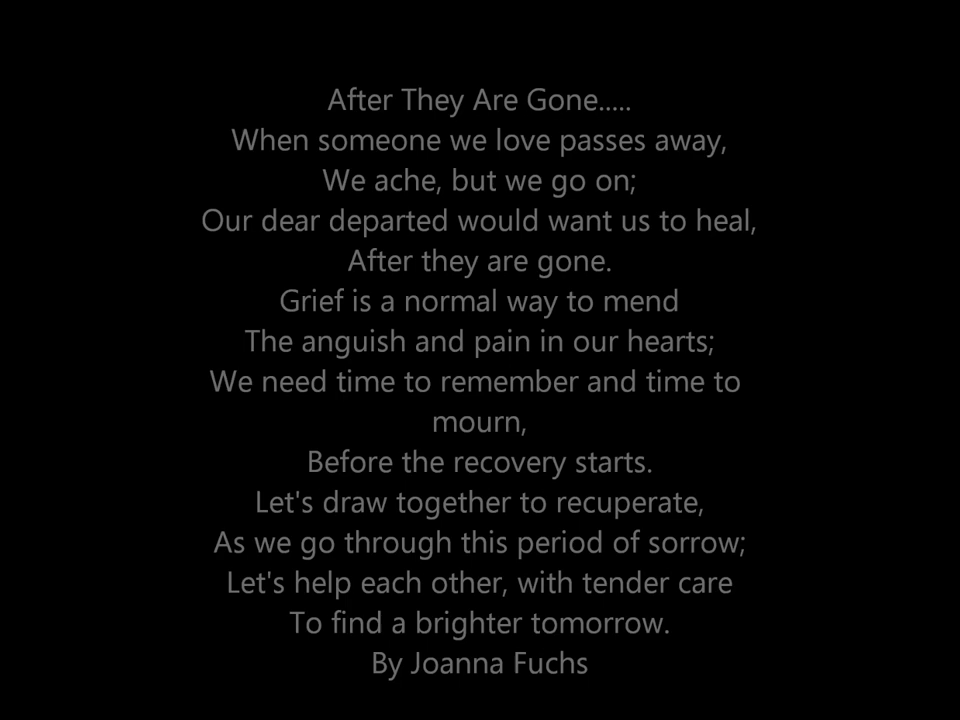 After They Are Gone.....
When someone we love passes away,
We ache, but we go on;
Our dear departed would want us to heal,
After they are gone.
Grief is a normal way to mend
The anguish and pain in our hearts;
We need time to remember and time to
mourn,
Before the recovery starts.
Let's draw together to recuperate,
As we go through this period of sorrow;
Let's help each other, with tender care
To find a brighter tomorrow.
By Joanna Fuchs